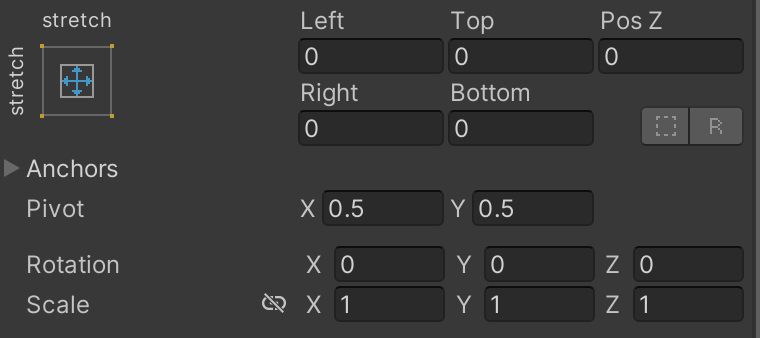 stretch
stretch
Left Top Pos Z
0 0 0
Right Bottom
0 0
R
Anchors
Pivot X 0.5 Y 0.5
Rotation X 0 Y 0 Z 0
Scale X 1 Y 1 Z 1